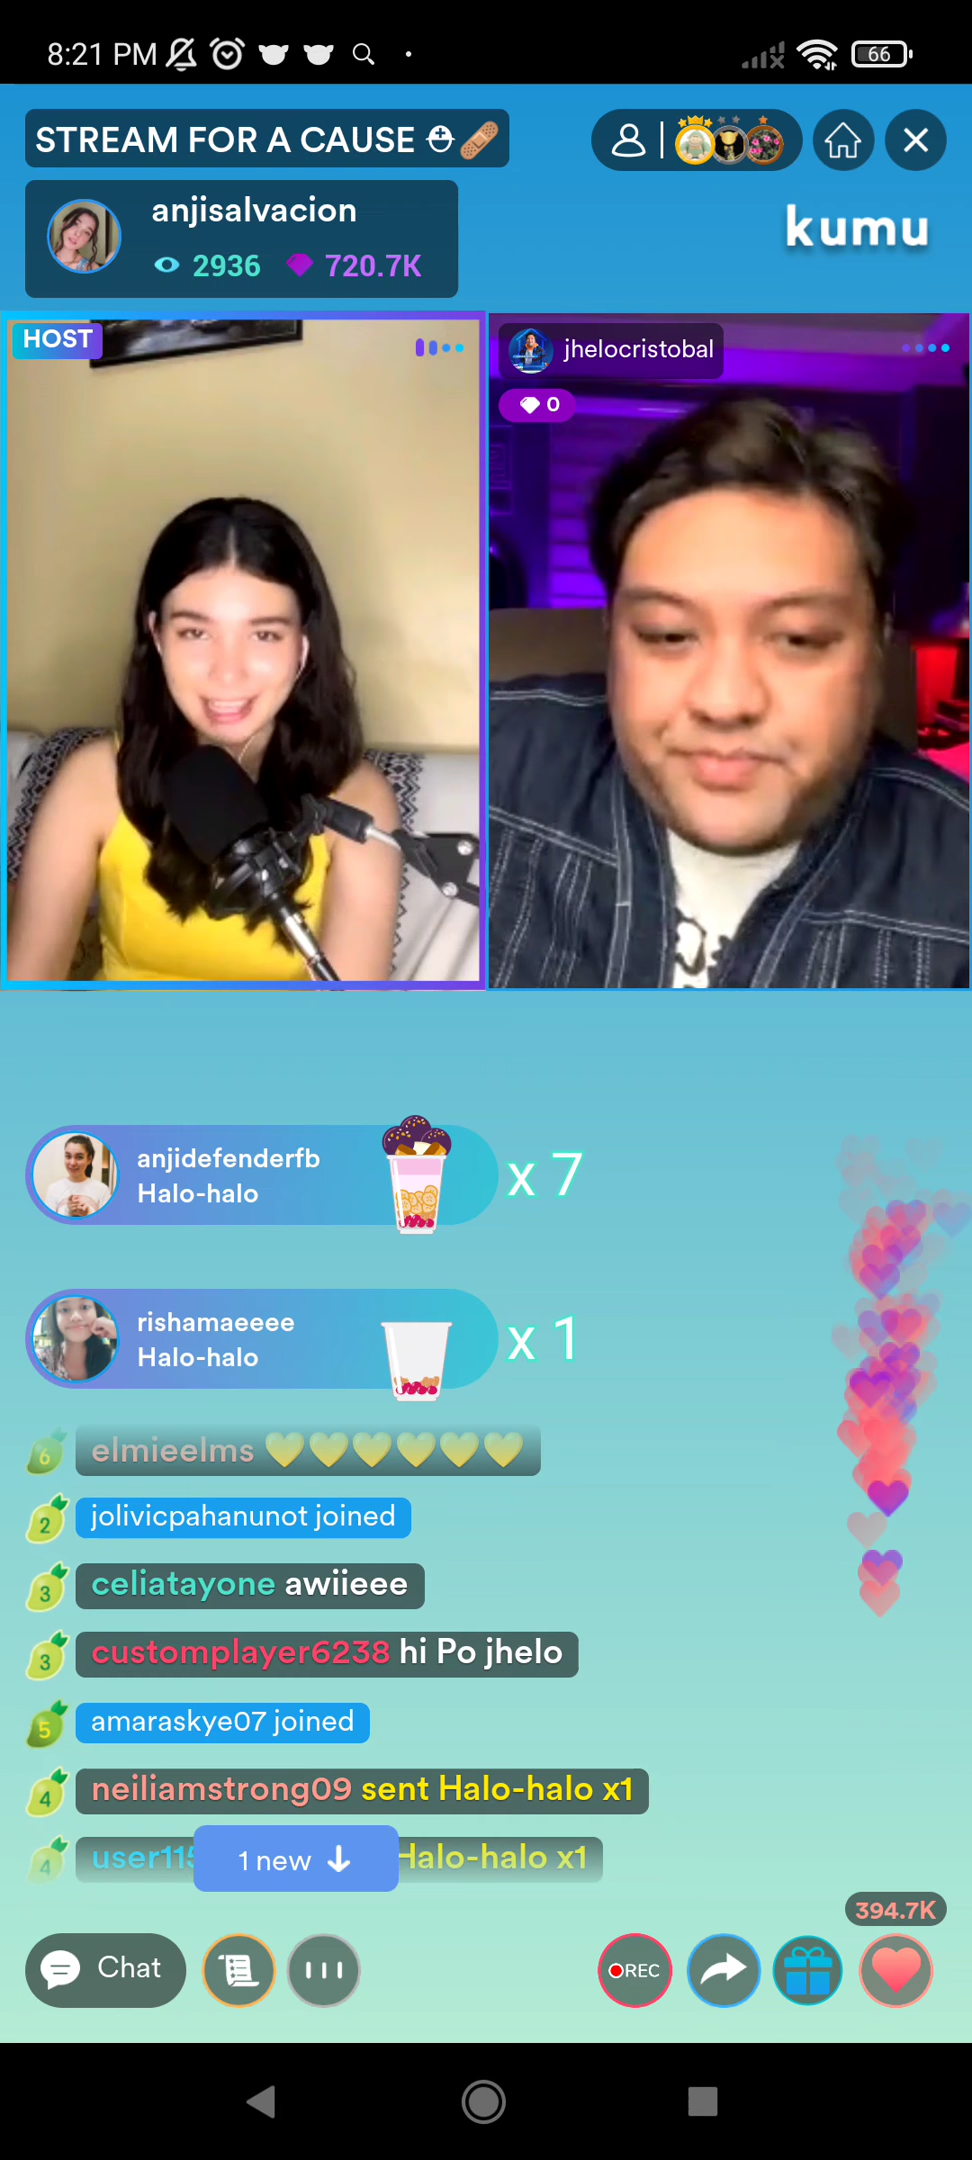 8:21 PM
66
STREAM FOR A CAUSE
anjisalvacion
2936 720.7K
kumu
HOST
jhelocristobal
0
anjidefenderfb
Halo-halo
x 7
rishamaeeee
Halo-halo
x 1
6 elmieelms 💛💛💛💛💛💛
2 jolivicpahanunot joined
3 celiatayone awiieee
3 customplayer6238 hi Po jhelo
5 amaraskye07 joined
4 neiliamstrong09 sent Halo-halo x1
4 Halo-halo x1
1 new ↓
394.7K
Chat
REC